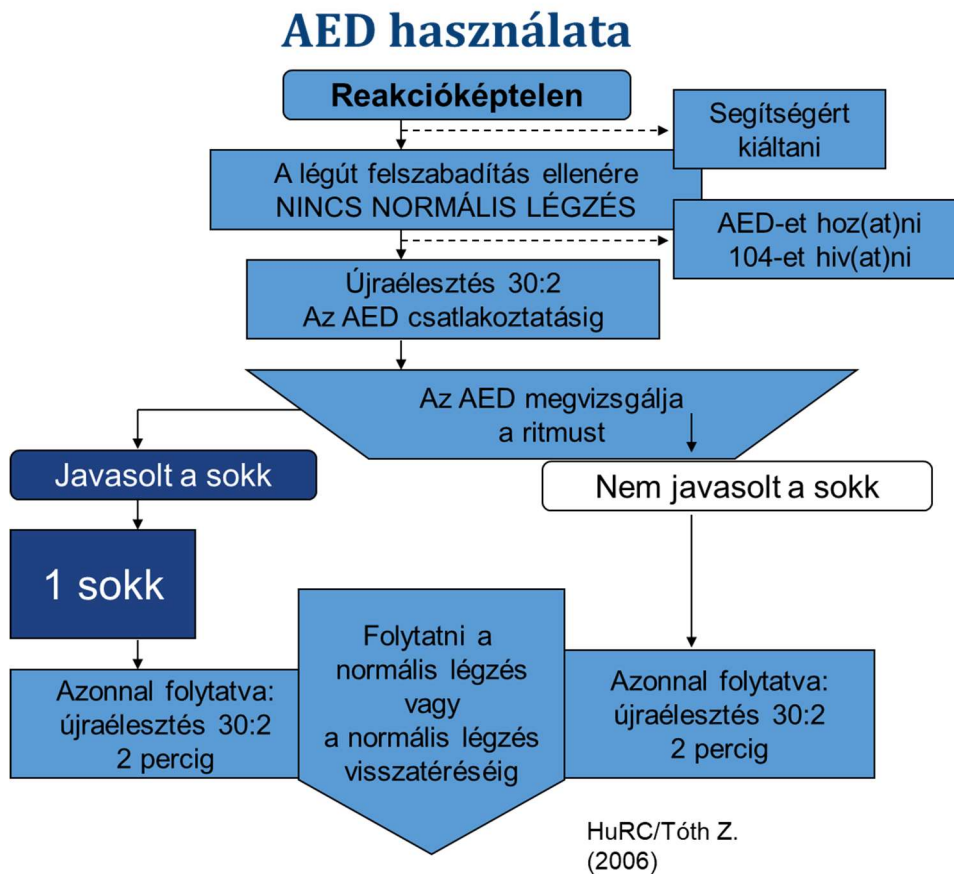 AED használata
Reakcióképtelen
Segítségért
kiáltani
A légút felszabadítás ellenére
NINCS NORMÁLIS LÉGZÉS
AED-et hoz(at)ni
104-et hiv(at)ni
Újraélesztés 30:2
Az AED csatlakoztatásig
Az AED megvizsgálja
a ritmust
Javasolt a sokk
Nem javasolt a sokk
1 sokk
Azonnal folytatva:
újraélesztés 30:2
2 percig
Folytatni a
normális légzés
vagy
a normális légzés
visszatéréséig
Azonnal folytatva:
újraélesztés 30:2
2 percig
HuRC/Tóth Z.
(2006)